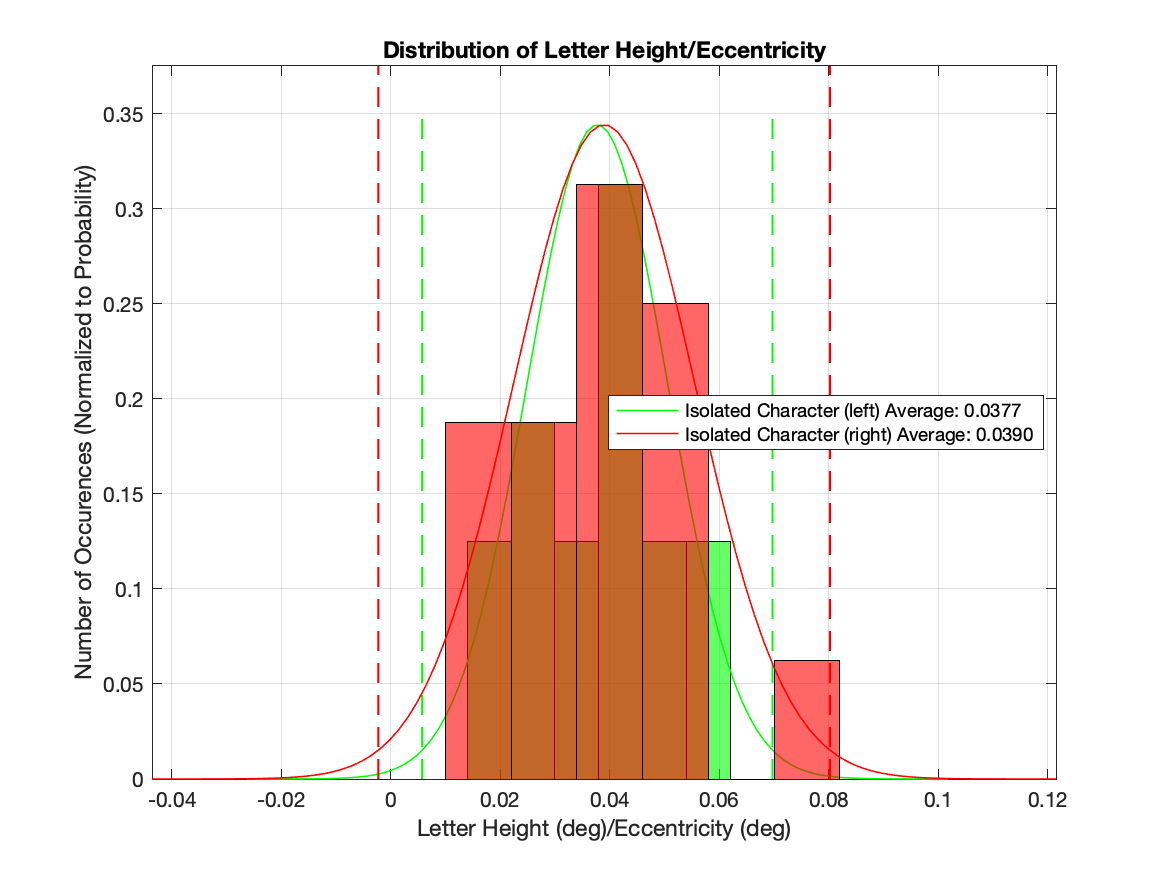 Distribution of Letter Height/Eccentricity
Number of Occurences (Normalized to Probability)
0.35
0.3
0.25
0.2
0.15
0.1
0.05
0
Isolated Character (left) Average: 0.0377
Isolated Character (right) Average: 0.0390
-0.04 -0.02 0 0.02 0.04 0.06 0.08 0.1 0.12
Letter Height (deg)/Eccentricity (deg)